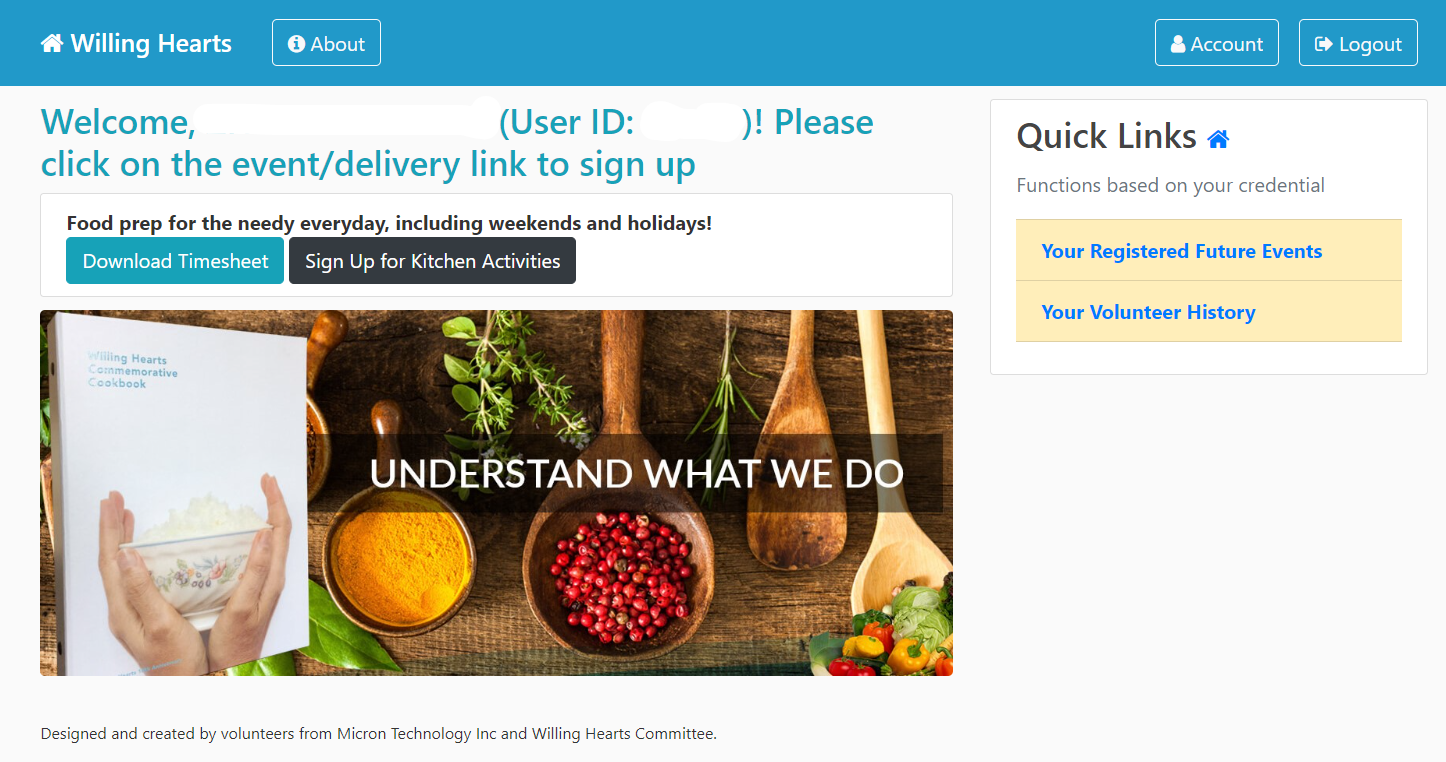 Willing Hearts
About
Account
Logout
Welcome, (User ID: )! Please
click on the event/delivery link to sign up
Food prep for the needy everyday, including weekends and holidays!
Download Timesheet
Sign Up for Kitchen Activities
Willing Hearts
Commemorative
Cookbook
UNDERSTAND WHAT WE DO
Quick Links
Functions based on your credential
Your Registered Future Events
Your Volunteer History
Designed and created by volunteers from Micron Technology Inc and Willing Hearts Committee.